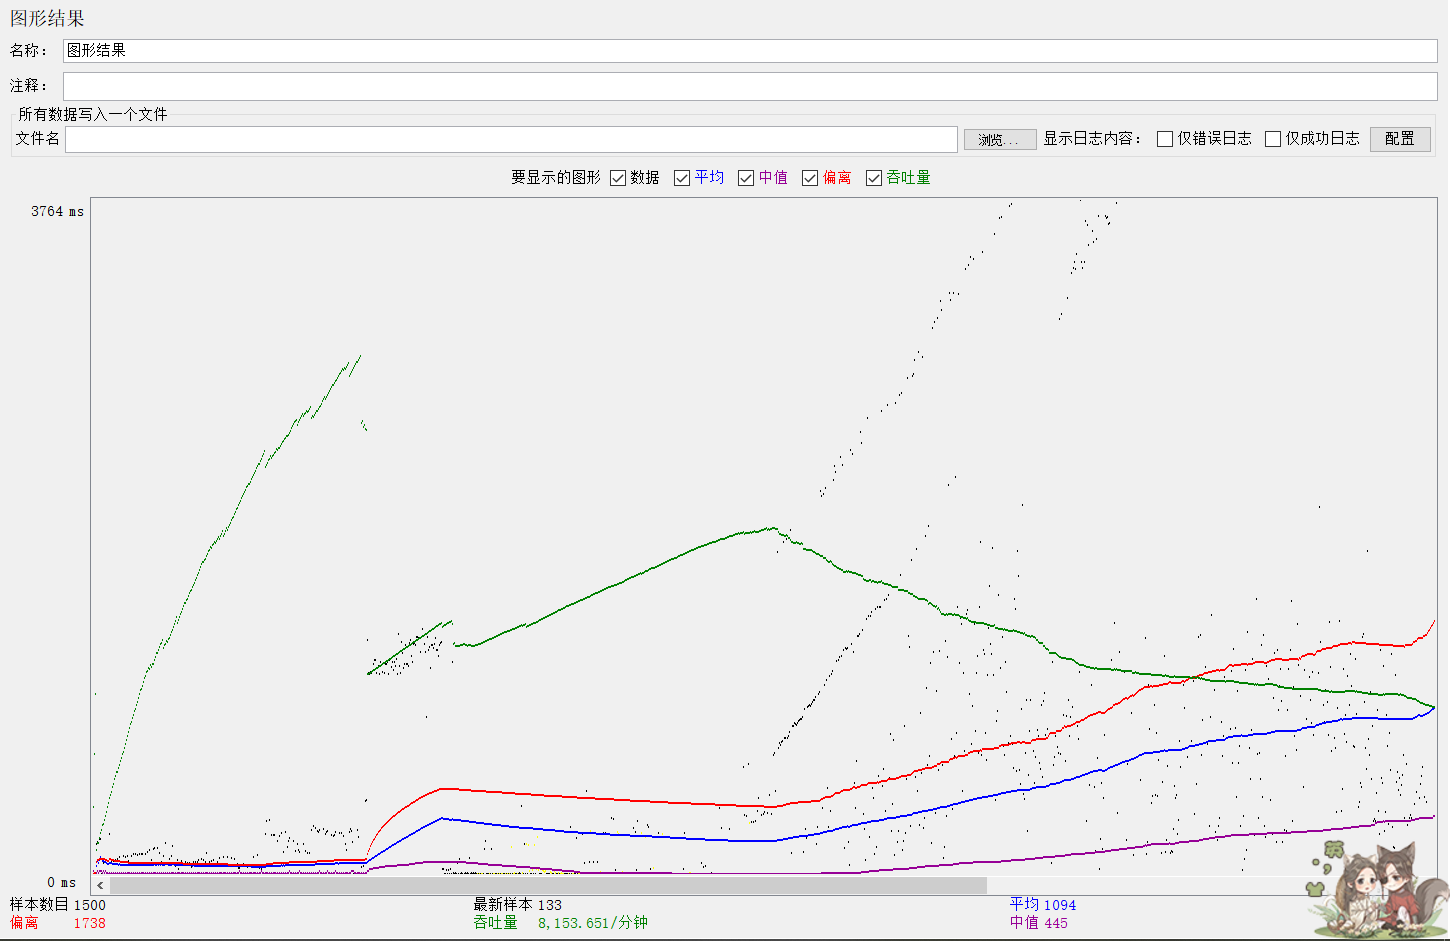 图形结果
名称： 图形结果
注释：
所有数据写入一个文件
文件名 浏览... 显示日志内容： 仅错误日志 仅成功日志 配置
要显示的图形 数据 平均 中值 偏离 吞吐量
3764 ms
0 ms
样本数目 1500 最新样本 133 平均 1094
偏离 1738 吞吐量 8,153.651/分钟 中值 445